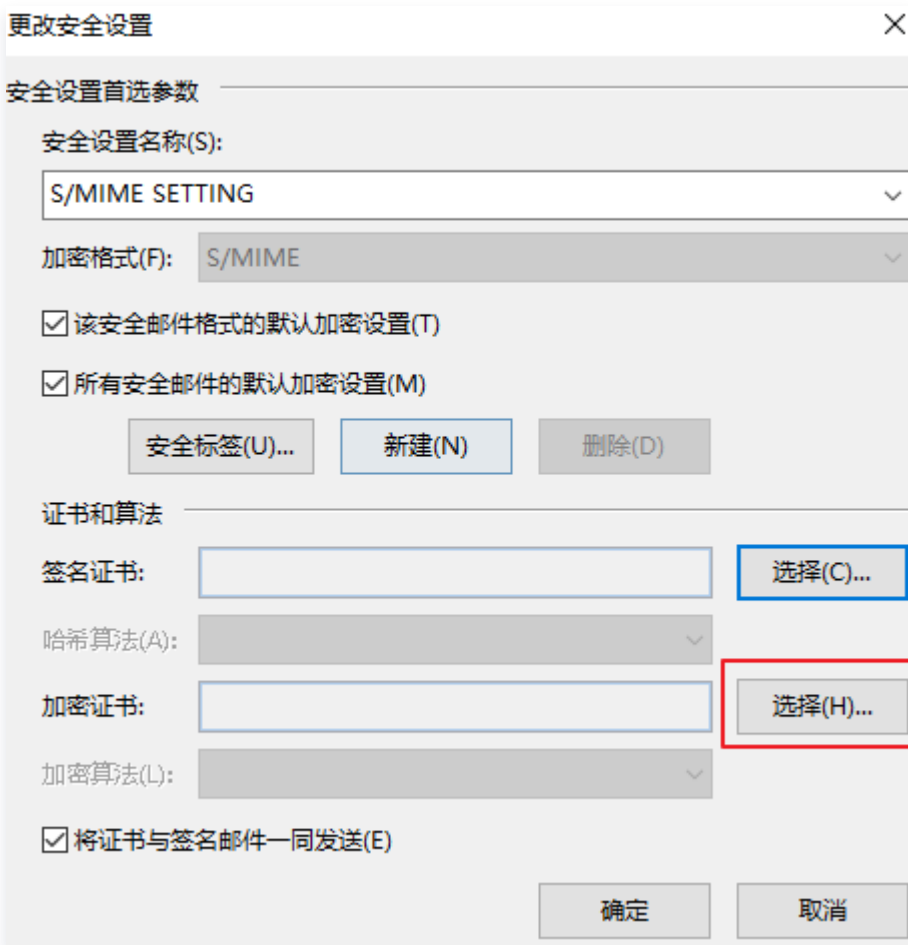 更改安全设置
安全设置首选参数
安全设置名称(S):
S/MIME SETTING
加密格式(F): S/MIME
该安全邮件格式的默认加密设置(T)
所有安全邮件的默认加密设置(M)
安全标签(U)... 新建(N) 删除(D)
证书和算法
签名证书: 选择(C)...
哈希算法(A):
加密证书: 选择(H)...
加密算法(L):
将证书与签名邮件一同发送(E)
确定 取消